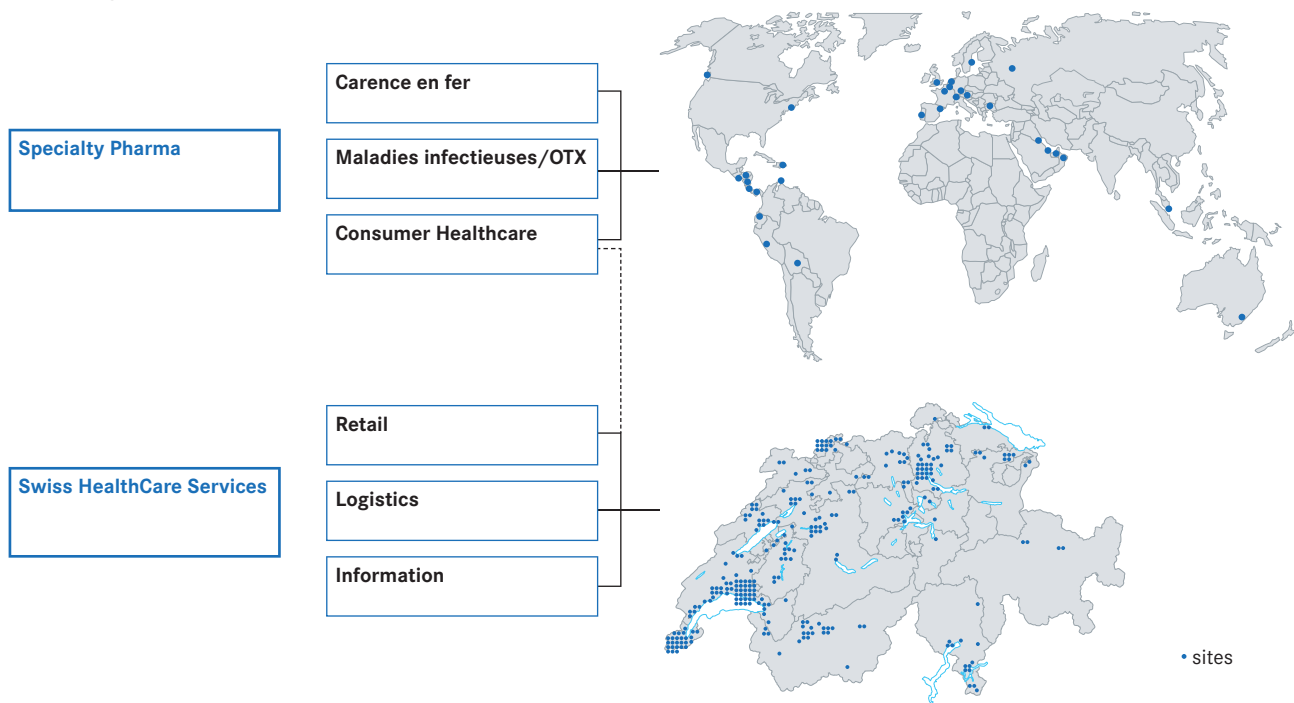 Carence en fer
Specialty Pharma
Maladies infectieuses/OTX
Consumer Healthcare
Retail
Swiss HealthCare Services
Logistics
Information
• sites